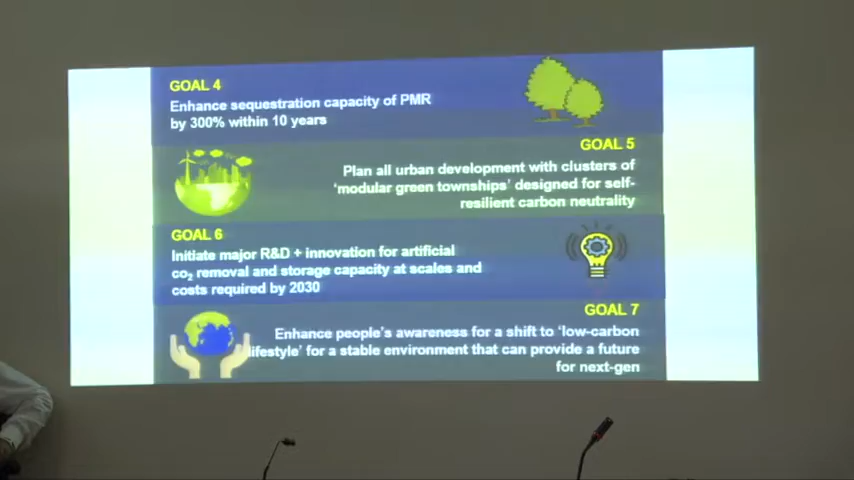 GOAL 4
Enhance sequestration capacity of PMR
by 300% within 10 years
GOAL 5
Plan all urban development with clusters of
‘modular green townships’ designed for self-
resilient carbon neutrality
GOAL 6
Initiate major R&D + innovation for artificial
co₂ removal and storage capacity at scales and
costs required by 2030
GOAL 7
Enhance people’s awareness for a shift to ‘low-carbon
lifestyle’ for a stable environment that can provide a future
for next-gen